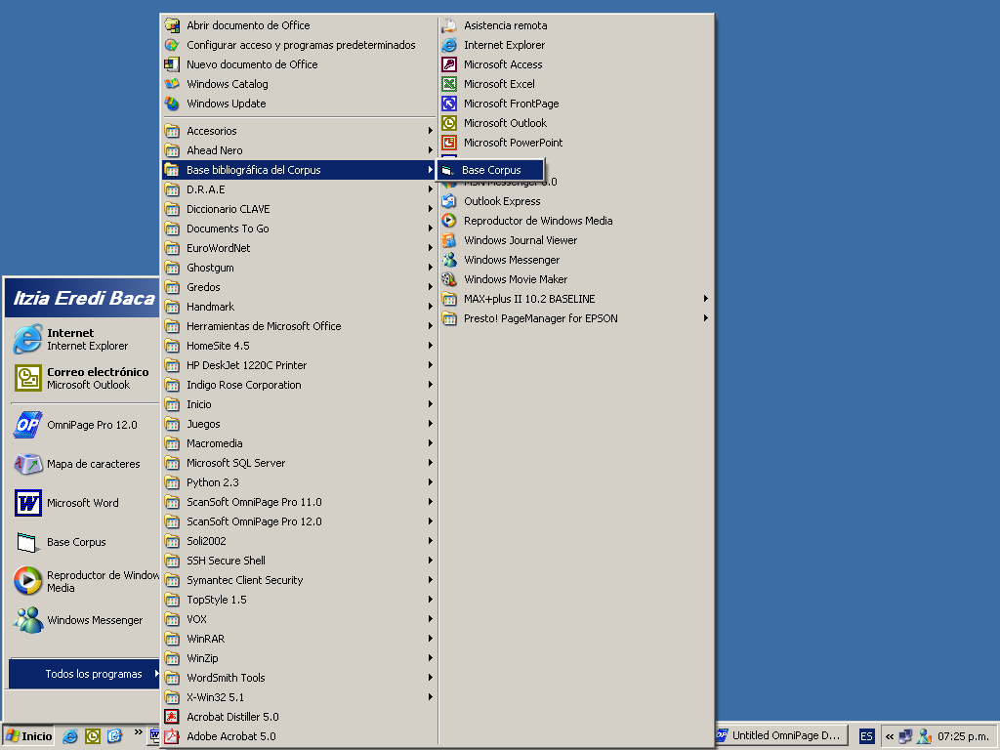 Abrir documento de Office
Configurar acceso y programas predeterminados
Nuevo documento de Office
Windows Catalog
Windows Update
Accesorios
Ahead Nero
Base bibliográfica del Corpus
D.R.A.E
Diccionario CLAVE
Documents To Go
EuroWordNet
Ghostgum
Gredos
Handmark
Herramientas de Microsoft Office
HomeSite 4.5
HP DeskJet 1220C Printer
Indigo Rose Corporation
Inicio
Juegos
Macromedia
Microsoft SQL Server
Python 2.3
ScanSoft OmniPage Pro 11.0
ScanSoft OmniPage Pro 12.0
Soli2002
SSH Secure Shell
Symantec Client Security
TopStyle 1.5
VOX
WinRAR
WinZip
WordSmith Tools
X-Win32 5.1
Acrobat Distiller 5.0
Adobe Acrobat 5.0
Asistencia remota
Internet Explorer
Microsoft Access
Microsoft Excel
Microsoft FrontPage
Microsoft Outlook
Microsoft PowerPoint
Base Corpus
MSN Messenger 6.0
Outlook Express
Reproductor de Windows Media
Windows Journal Viewer
Windows Messenger
Windows Movie Maker
MAX+plus II 10.2 BASELINE
Presto! PageManager for EPSON
Itzia Eredi Baca
Internet
Internet Explorer
Correo electrónico
Microsoft Outlook
OmniPage Pro 12.0
Mapa de caracteres
Microsoft Word
Base Corpus
Reproductor de Window
Media
Windows Messenger
Todos los programas
Inicio
Untitled OmniPage D...
ES
07:25 p.m.